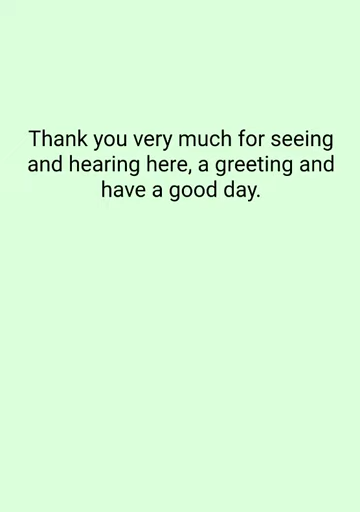 Thank you very much for seeing
and hearing here, a greeting and
have a good day.